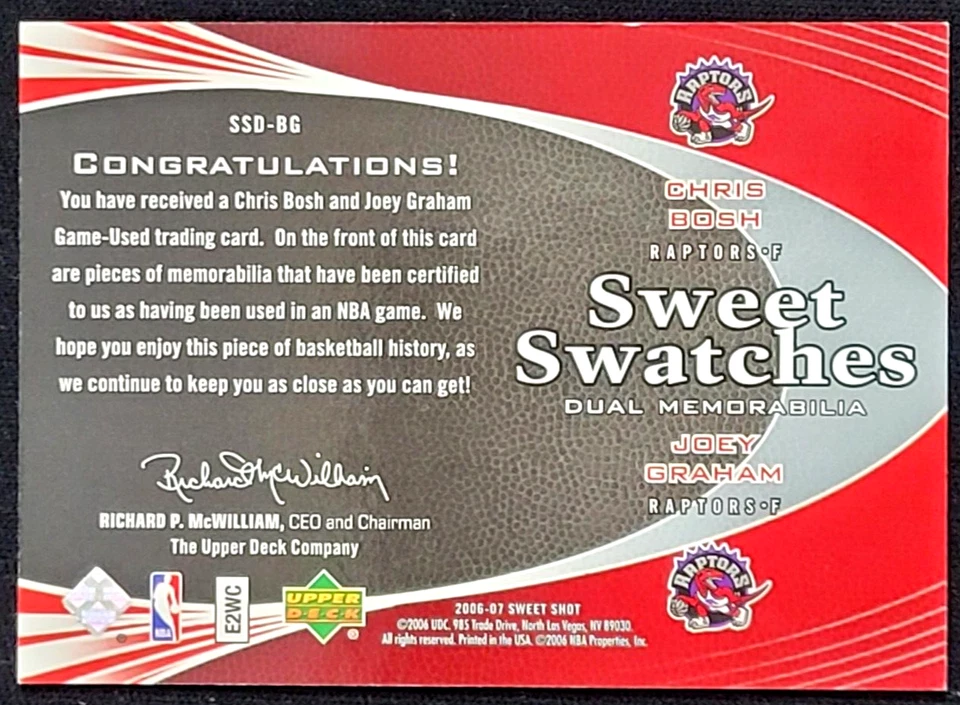 SSD-BG
CONGRATULATIONS!
You have received a Chris Bosh and Joey Graham
Game-Used trading card. On the front of this card
are pieces of memorabilia that have been certified
to us as having been used in an NBA game. We
hope you enjoy this piece of basketball history, as
we continue to keep you as close as you can get!
Richard McWilliam
RICHARD P. McWILLIAM, CEO and Chairman
The Upper Deck Company
NBA
E2WC
UPPER
DECK
®
RAPTORS
CHRIS
BOSH
RAPTORS•F
Sweet
Swatches
DUAL MEMORABILIA
JOEY
GRAHAM
RAPTORS•F
RAPTORS
2006-07 SWEET SHOT
©2006 UDC. 985 Trade Drive, North Las Vegas, NV 89030.
All rights reserved. Printed in the USA. ©2006 NBA Properties, Inc.